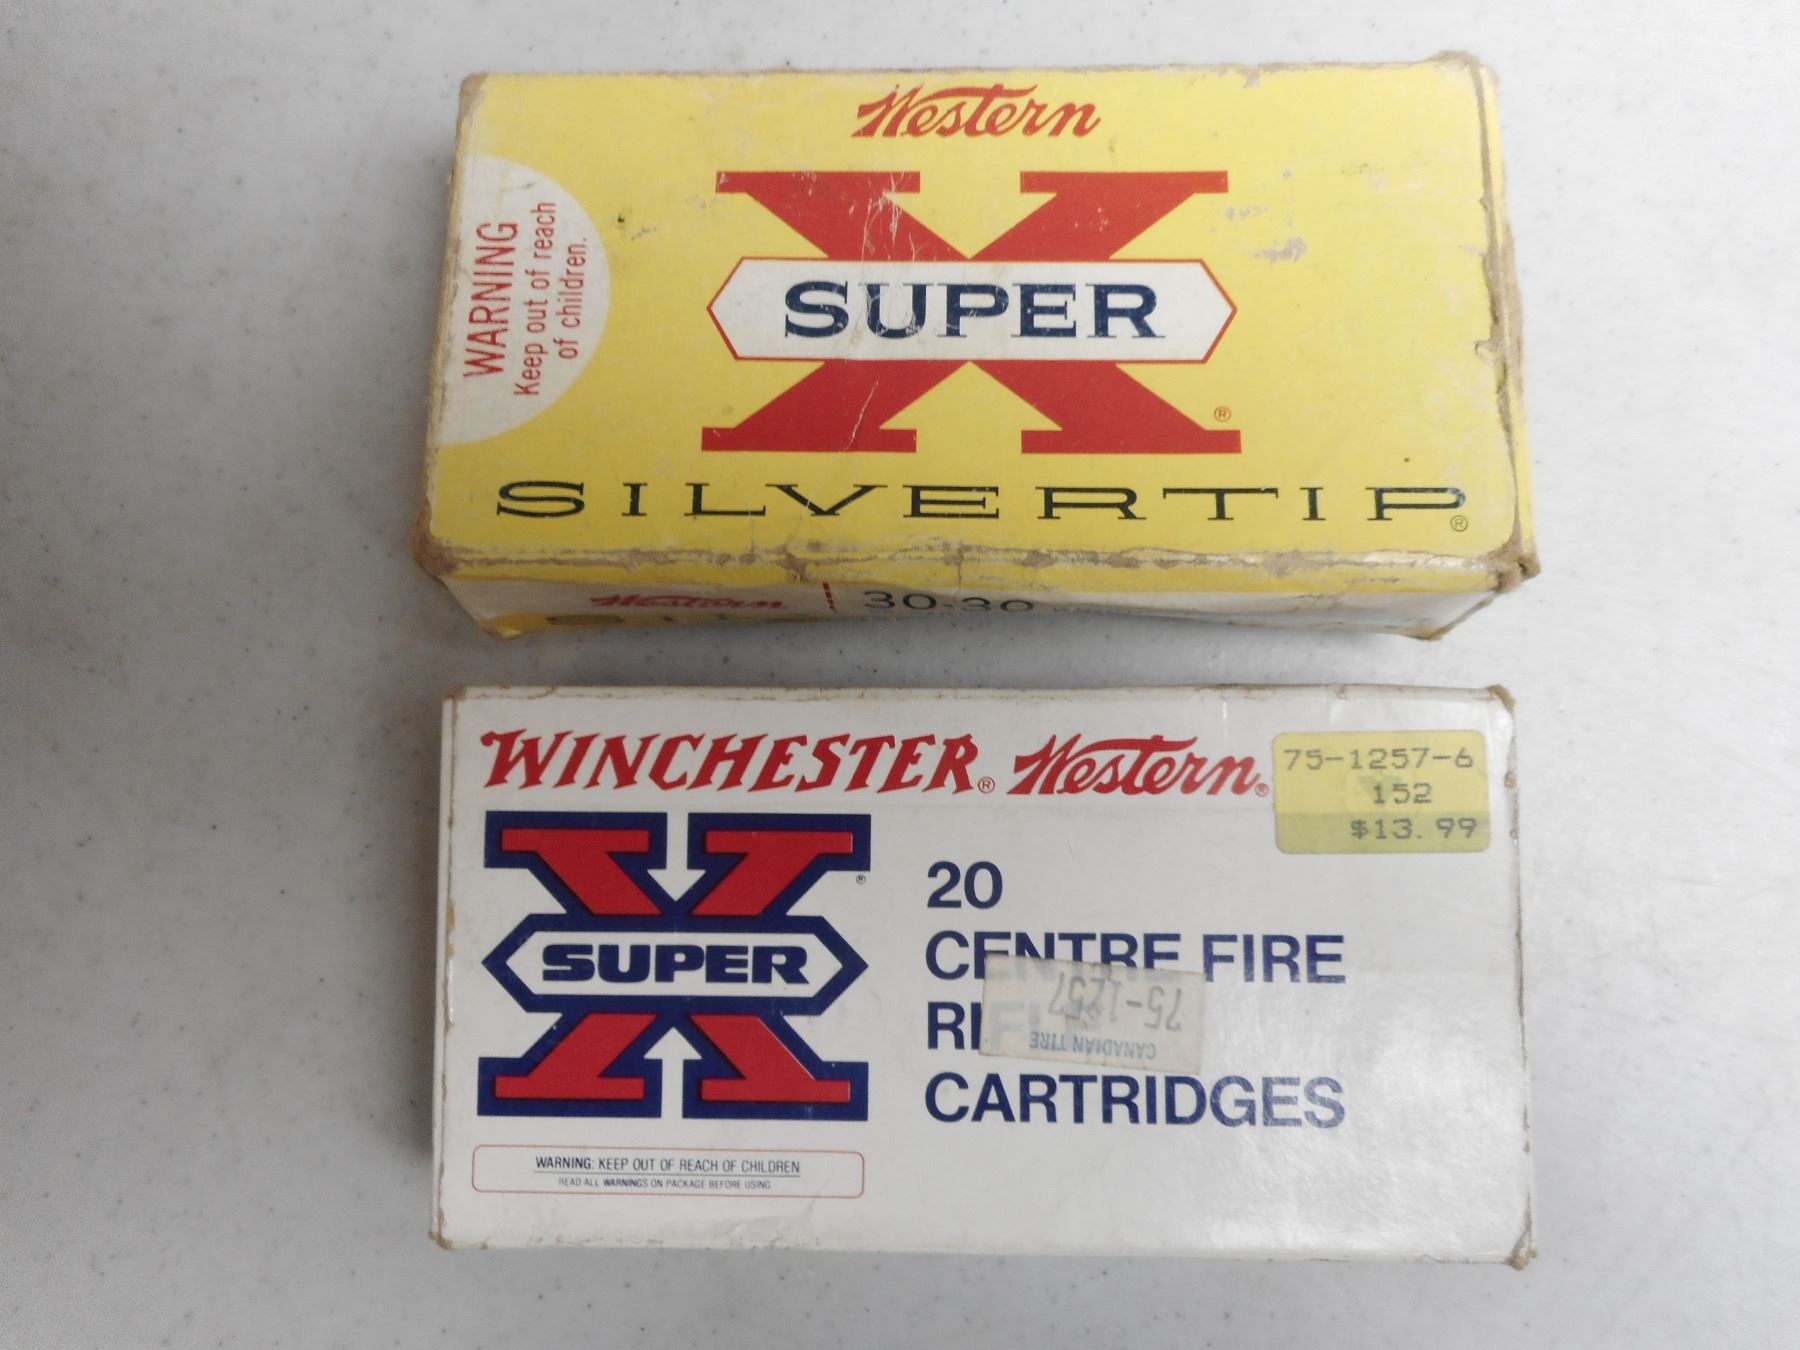 Western
X
SUPER
®
SILVERTIP®
WARNING
Keep out of reach
of children.
Western 30-30
WINCHESTER® Western®
75-1257-6
152
$13.99
X
SUPER
®
20
CENTRE FIRE
RIFLE
CARTRIDGES
CANADIAN TIRE
75-1257
WARNING: KEEP OUT OF REACH OF CHILDREN
READ ALL WARNINGS ON PACKAGE BEFORE USING